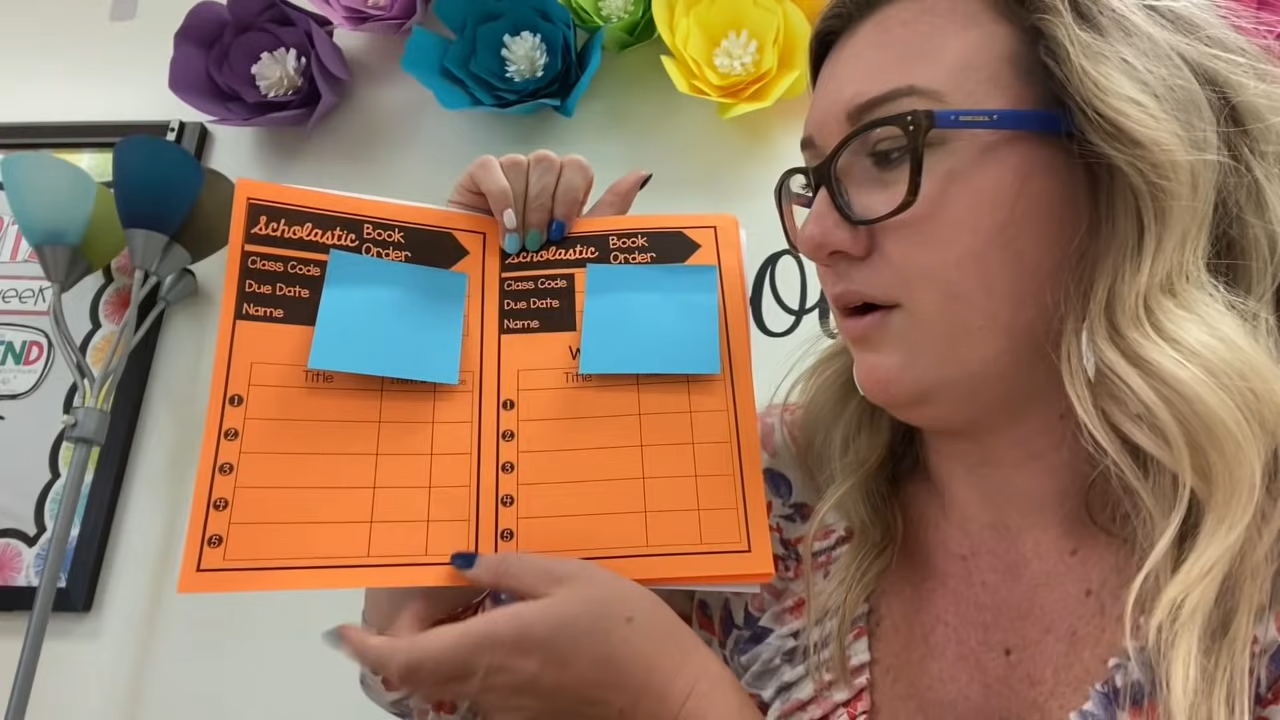 Scholastic Book Order
Class Code
Due Date
Name
Title
1
2
3
4
5
Scholastic Book Order
Class Code
Due Date
Name
W
Title
1
2
3
4
5
week